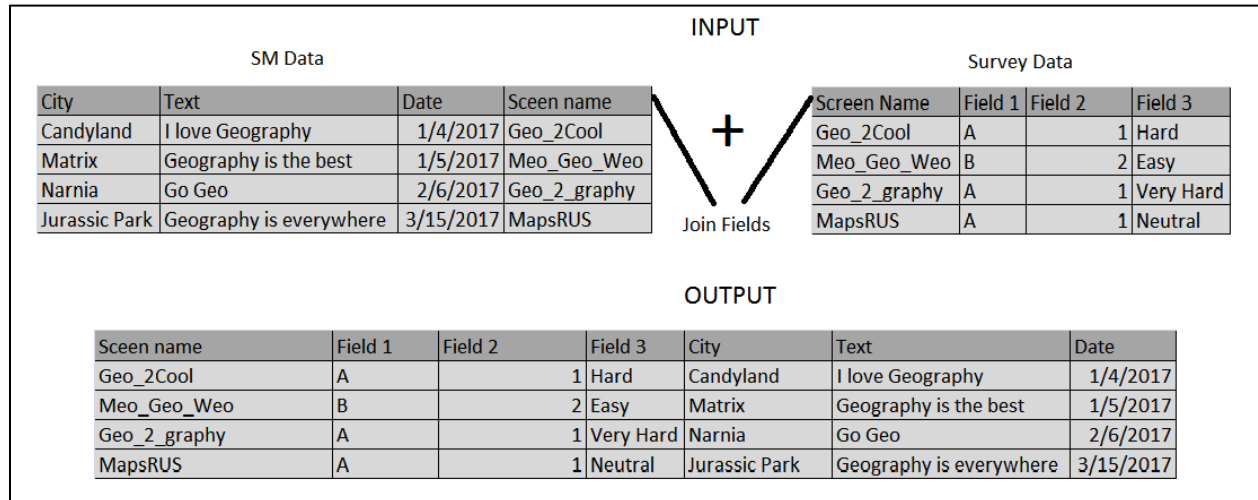 INPUT
SM Data
City Text Date Sceen name
Candyland I love Geography 1/4/2017 Geo_2Cool
Matrix Geography is the best 1/5/2017 Meo_Geo_Weo
Narnia Go Geo 2/6/2017 Geo_2_graphy
Jurassic Park Geography is everywhere 3/15/2017 MapsRUS
+
Join Fields
Survey Data
Screen Name Field 1 Field 2 Field 3
Geo_2Cool A 1 Hard
Meo_Geo_Weo B 2 Easy
Geo_2_graphy A 1 Very Hard
MapsRUS A 1 Neutral
OUTPUT
Sceen name Field 1 Field 2 Field 3 City Text Date
Geo_2Cool A 1 Hard Candyland I love Geography 1/4/2017
Meo_Geo_Weo B 2 Easy Matrix Geography is the best 1/5/2017
Geo_2_graphy A 1 Very Hard Narnia Go Geo 2/6/2017
MapsRUS A 1 Neutral Jurassic Park Geography is everywhere 3/15/2017